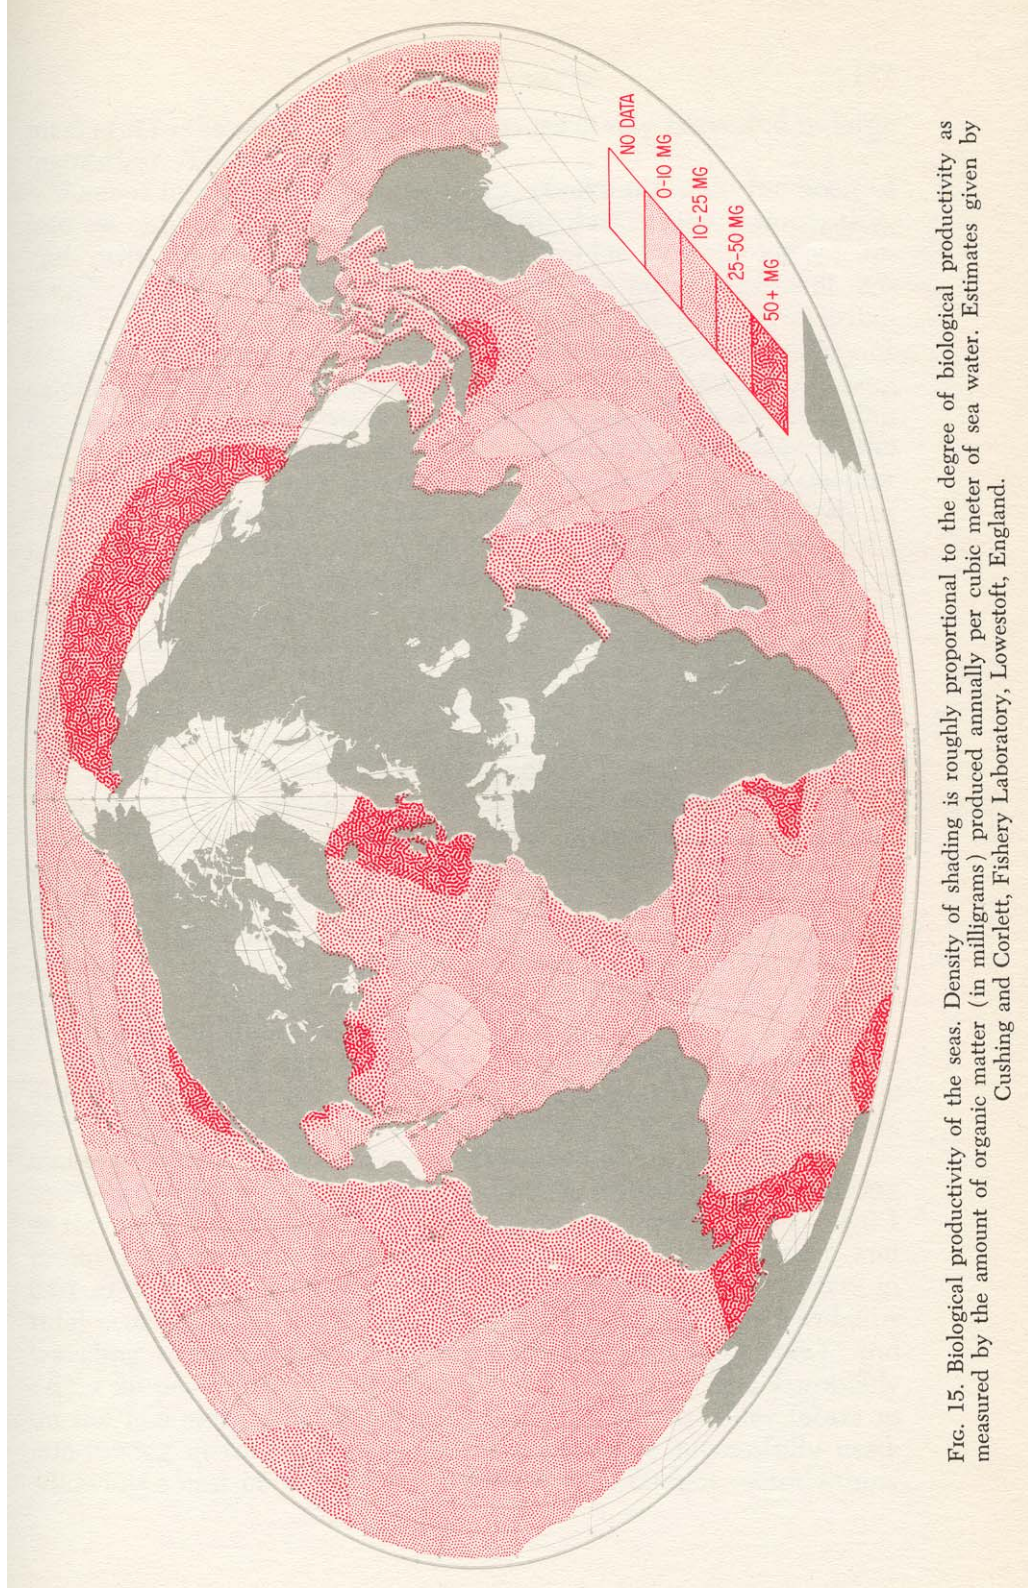 NO DATA
0-10 MG
10-25 MG
25-50 MG
50+ MG
FIG. 15. Biological productivity of the seas. Density of shading is roughly proportional to the degree of biological productivity as
measured by the amount of organic matter (in milligrams) produced annually per cubic meter of sea water. Estimates given by
Cushing and Corlett, Fishery Laboratory, Lowestoft, England.